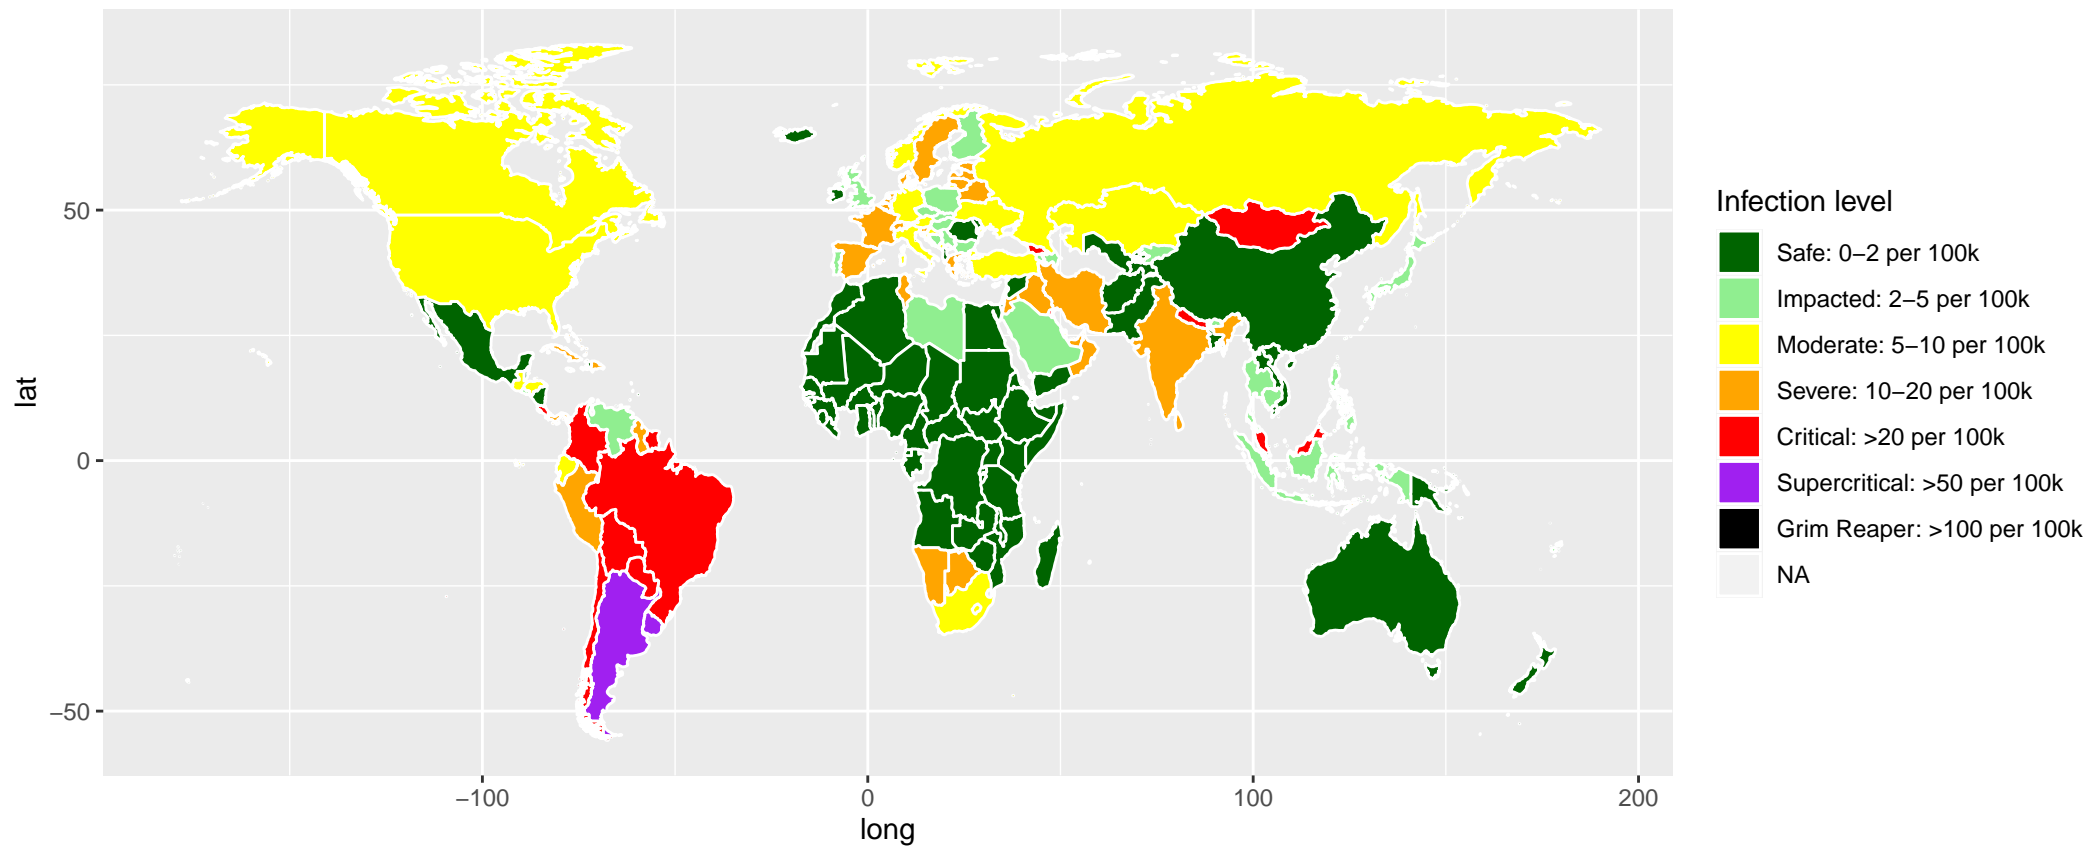 Infection level
Safe: 0–2 per 100k
Impacted: 2–5 per 100k
Moderate: 5–10 per 100k
Severe: 10–20 per 100k
Critical: >20 per 100k
Supercritical: >50 per 100k
Grim Reaper: >100 per 100k
NA
50
0
−50
lat
−100
0
100
200
long